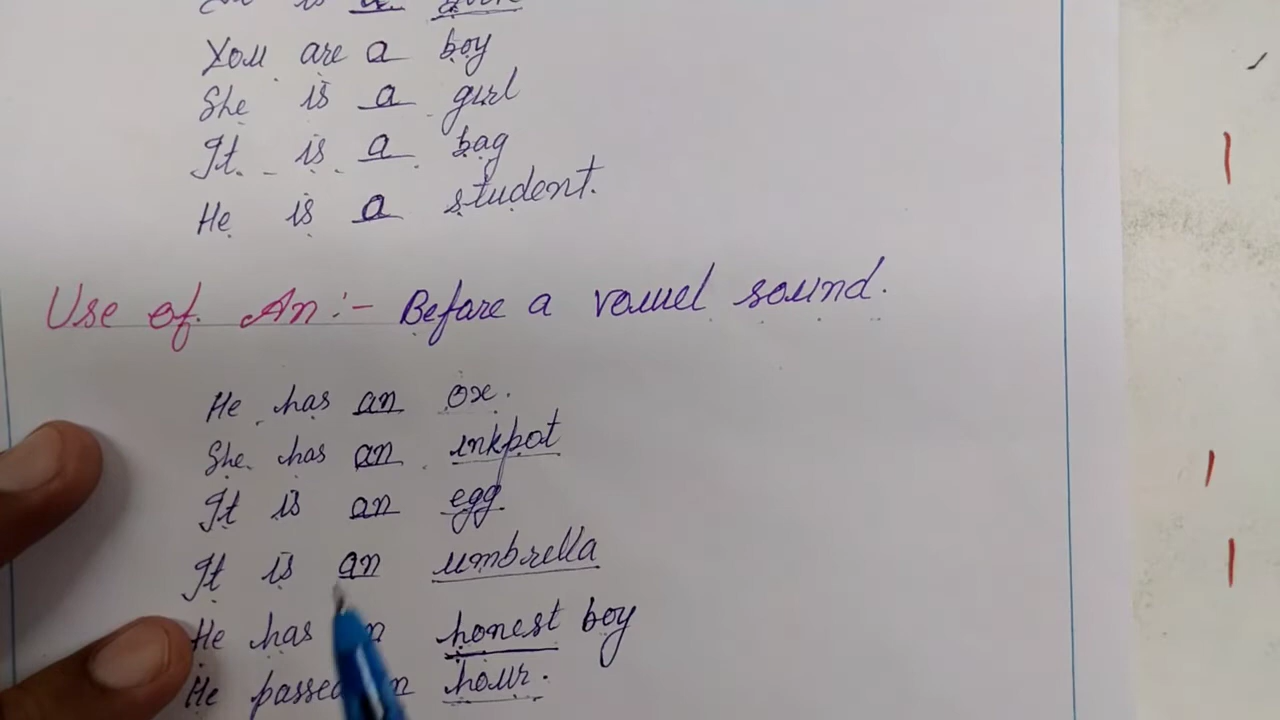 is a
You are a boy
She is a girl
It is a bag
He is a student.
Use of An :- Before a vowel sound.
He has an ox.
She has an inkpot
It is an egg.
It is an umbrella
He has honest boy
He hour.